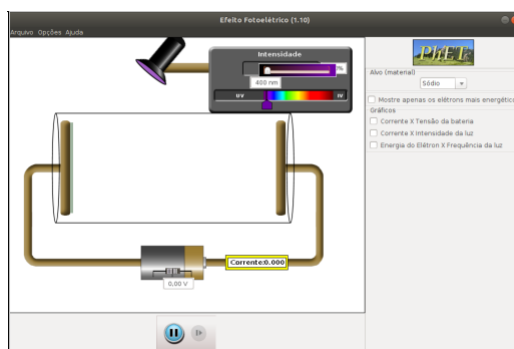 Efeito Fotoelétrico (1.10)
Arquivo Opções Ajuda
Intensidade
%
400 nm
UV
IV
PhET
Alvo (material)
Sódio
Mostre apenas os elétrons mais energético
Gráficos
Corrente X Tensão da bateria
Corrente X Intensidade da luz
Energia do Elétron X Frequência da luz
Corrente:0.000
0,00 V